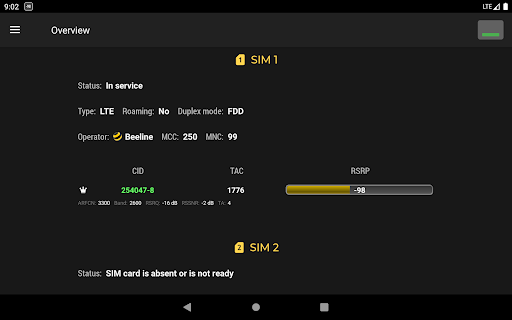 9:02 LTE
Overview
1 SIM 1
Status: In service
Type: LTE Roaming: No Duplex mode: FDD
Operator: Beeline MCC: 250 MNC: 99
CID TAC RSRP
254047-8 1776 -98
ARFCN: 3300 Band: 2600 RSRQ: -16 dB RSSNR: -2 dB TA: 4
2 SIM 2
Status: SIM card is absent or is not ready